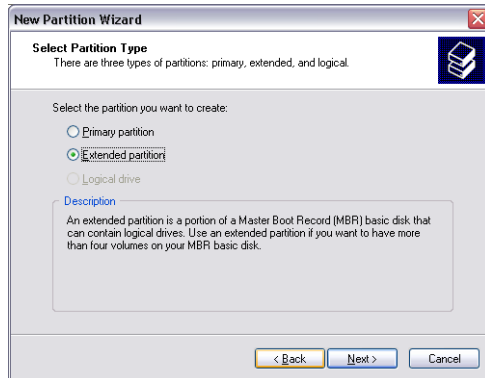 New Partition Wizard
Select Partition Type
There are three types of partitions: primary, extended, and logical.
Select the partition you want to create:
Primary partition
Extended partition
Logical drive
Description
An extended partition is a portion of a Master Boot Record (MBR) basic disk that
can contain logical drives. Use an extended partition if you want to have more
than four volumes on your MBR basic disk.
< Back Next > Cancel